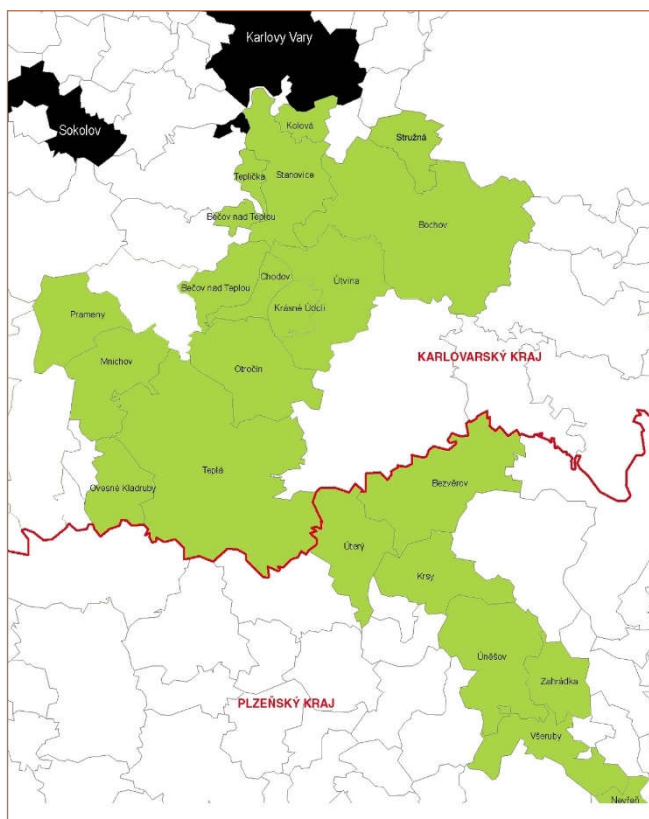 Karlovy Vary
Sokolov
Kolová
Stružná
Teplička
Stanovice
Bečov nad Teplou
Bochov
Chodov
Útvina
Bečov nad Teplou
Krásné Údolí
Prameny
Mnichov
Otročín
KARLOVARSKÝ KRAJ
Teplá
Ovesné Kladruby
Bezvěrov
Úterý
Krsy
Úněšov
Zahrádka
PLZEŇSKÝ KRAJ
Všeruby
Nevřeň